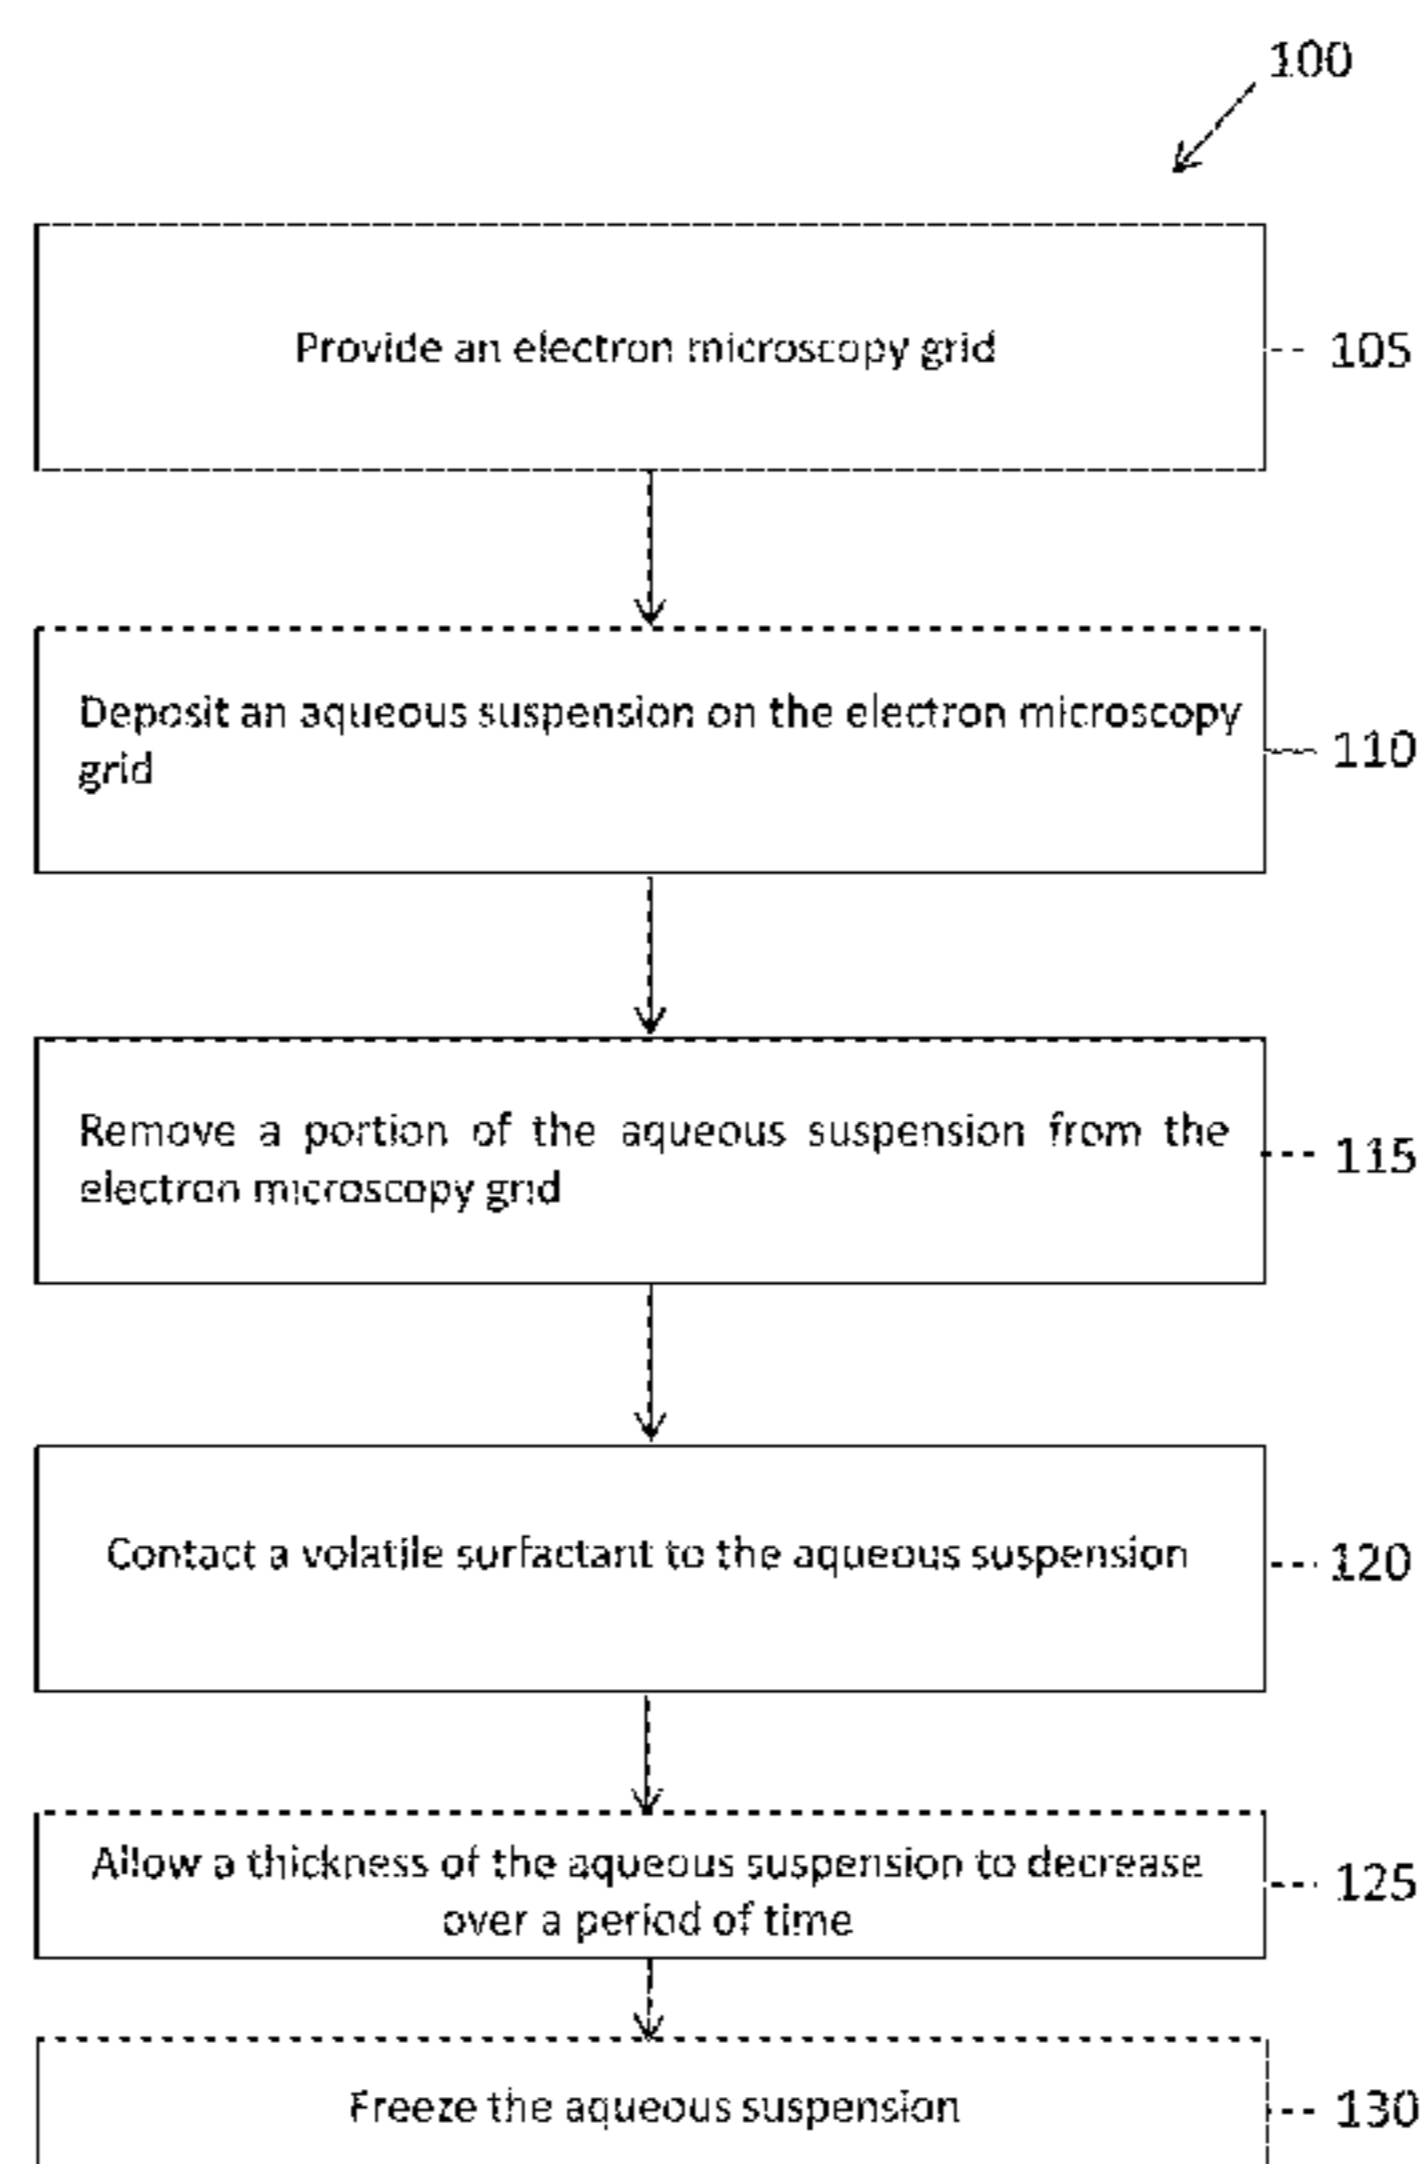 100
Provide an electron microscopy grid
105
Deposit an aqueous suspension on the electron microscopy
grid
110
Remove a portion of the aqueous suspension from the
electron microscopy grid
115
Contact a volatile surfactant to the aqueous suspension
120
Allow a thickness of the aqueous suspension to decrease
over a period of time
125
Freeze the aqueous suspension
130